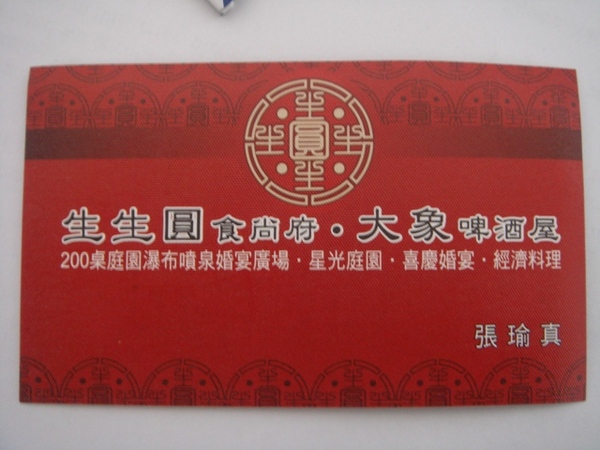 生生圓食尚府·大象啤酒屋
200桌庭園瀑布噴泉婚宴廣場·星光庭園·喜慶婚宴·經濟料理
張瑜真